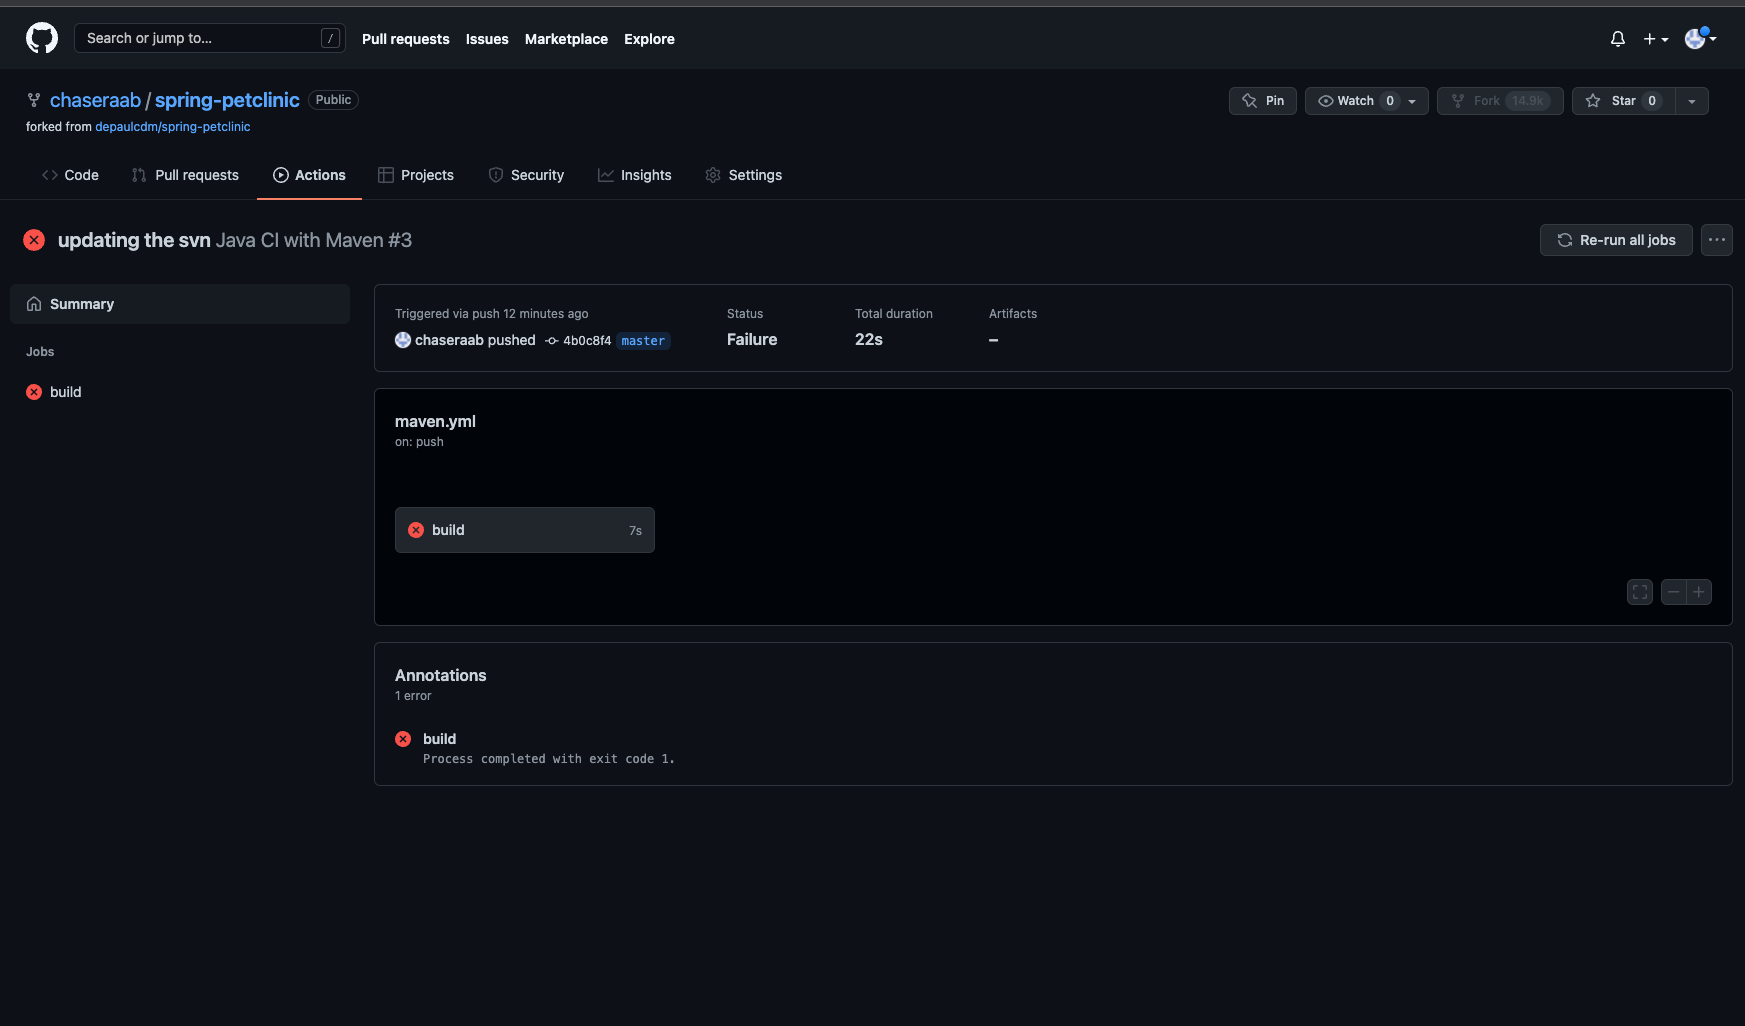 Search or jump to... /
Pull requests Issues Marketplace Explore
chaseraab / spring-petclinic Public
Pin Watch 0 Fork 14.9k Star 0
forked from depaulcdm/spring-petclinic
Code Pull requests Actions Projects Security Insights Settings
updating the svn Java CI with Maven #3
Re-run all jobs ...
Summary
Jobs
build
Triggered via push 12 minutes ago
chaseraab pushed 4b0c8f4 master
Status
Failure
Total duration
22s
Artifacts
–
maven.yml
on: push
build 7s
Annotations
1 error
build
Process completed with exit code 1.